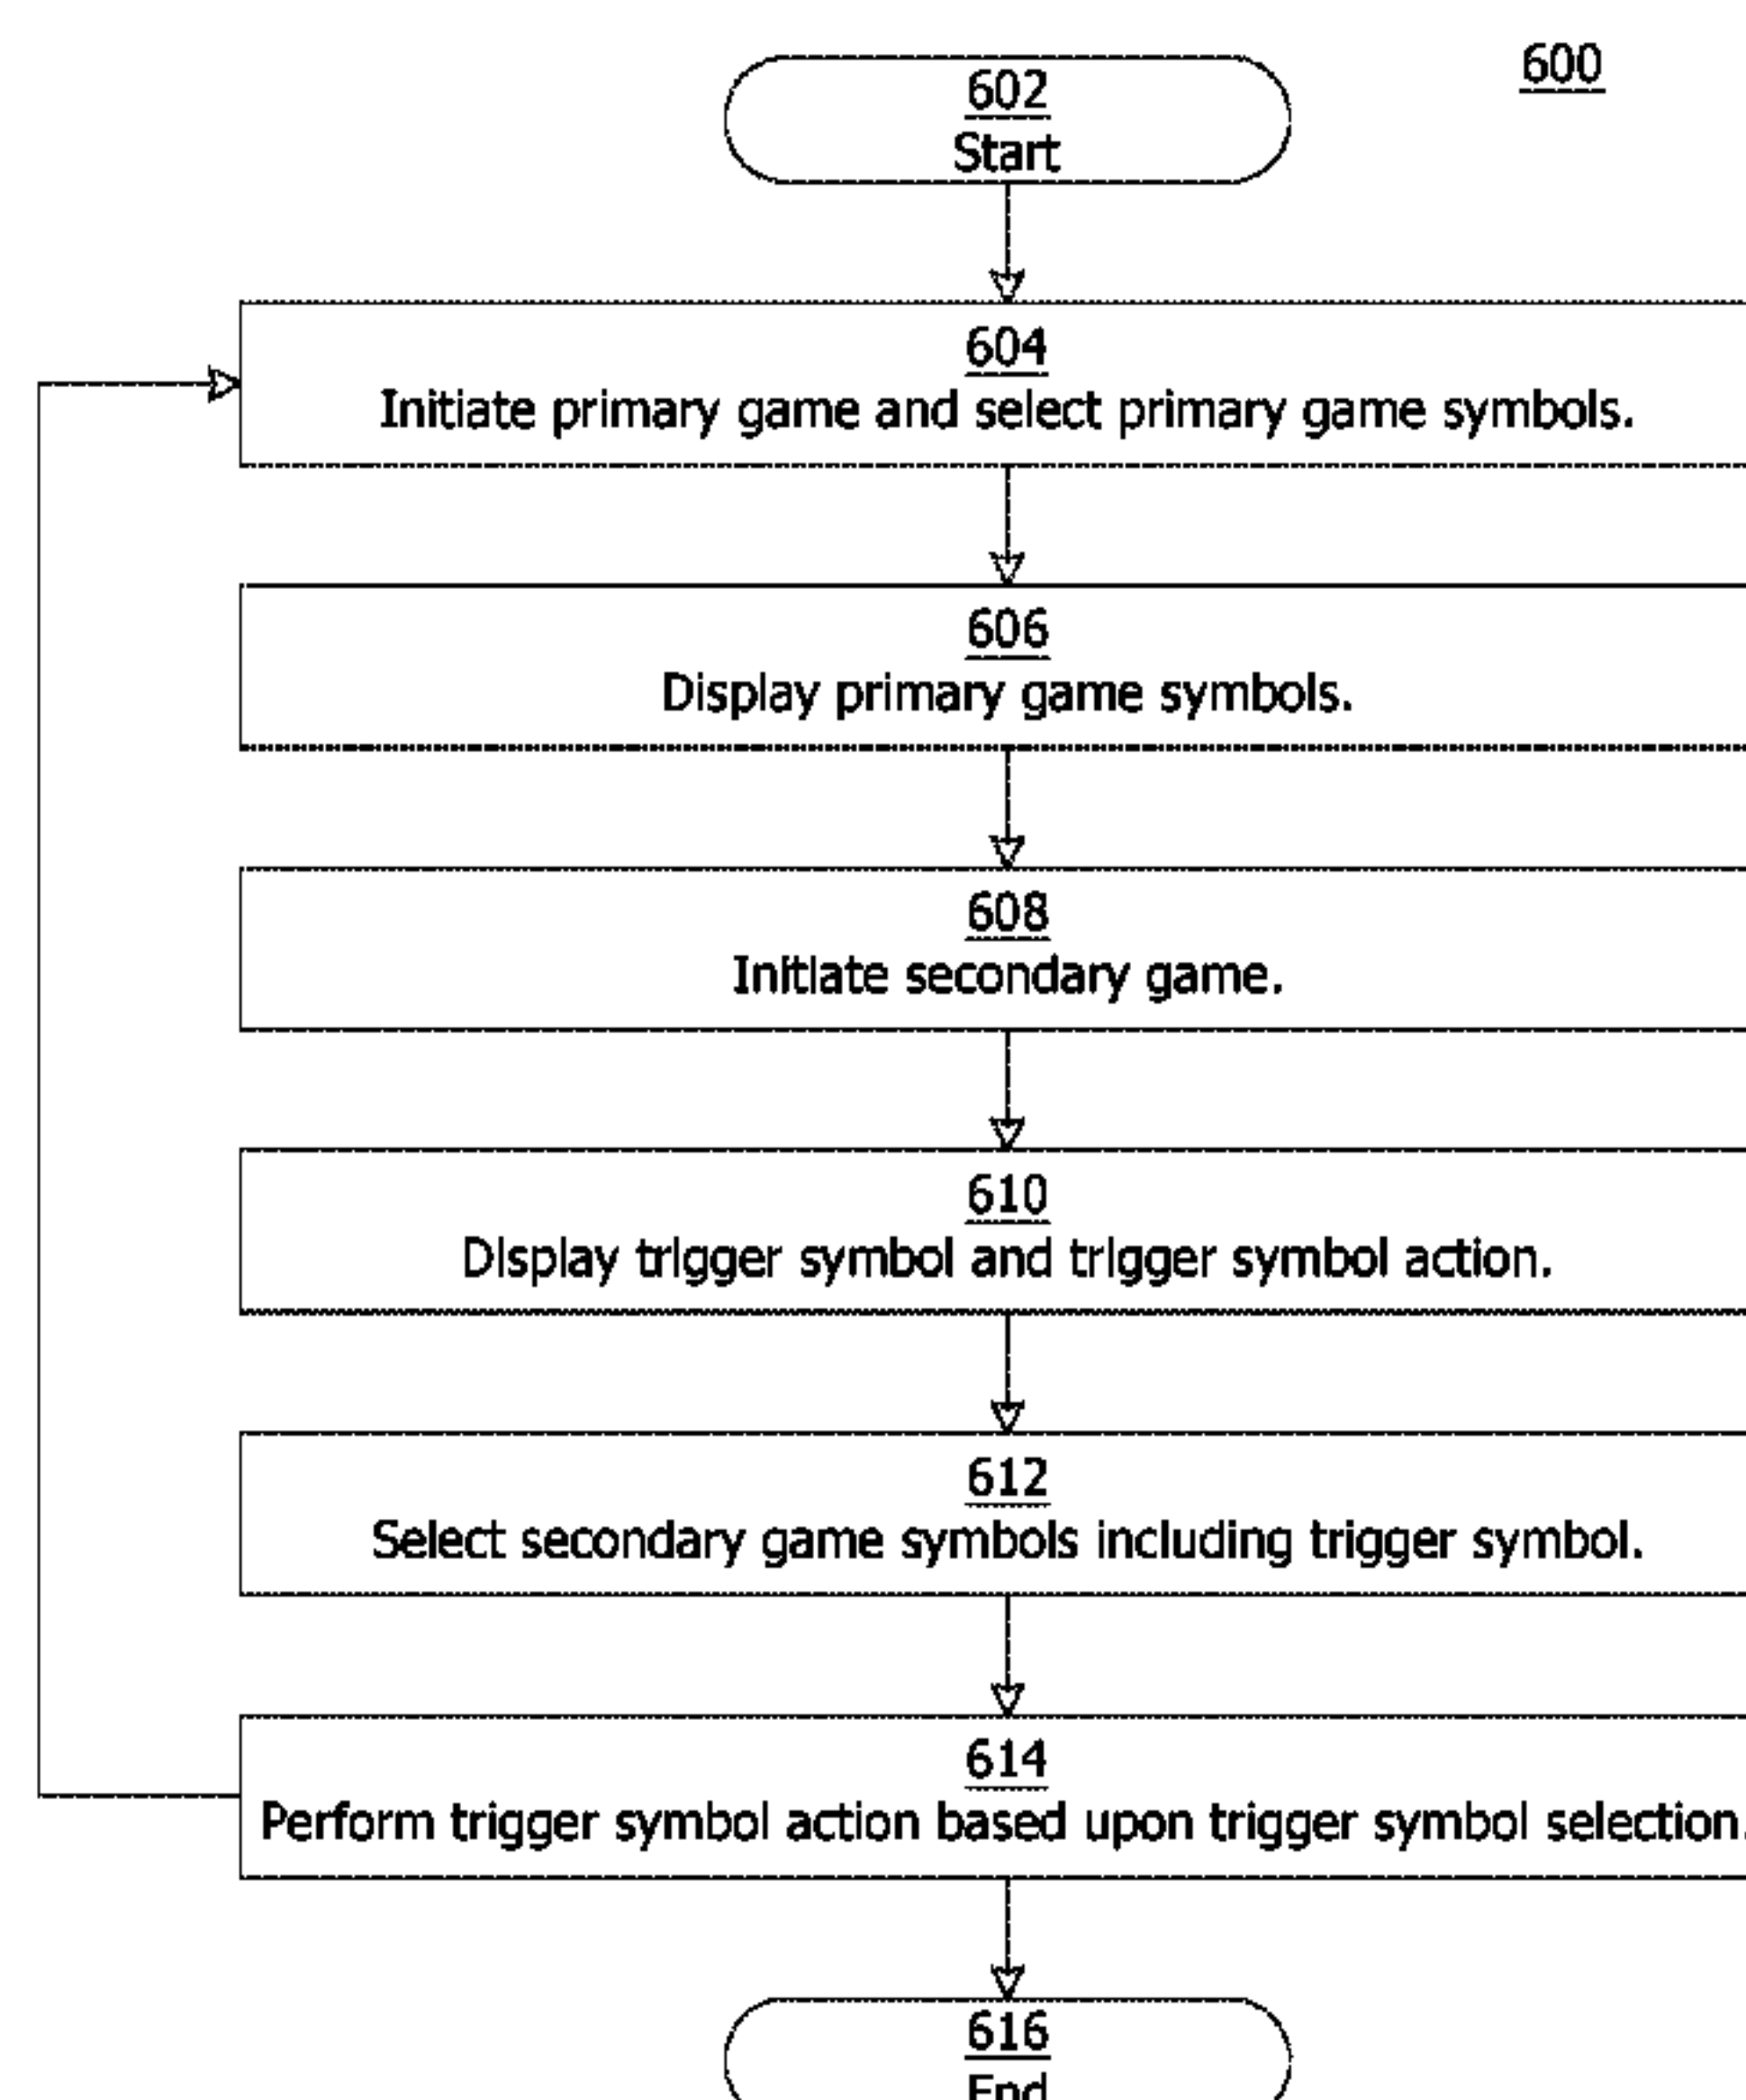 600
602
Start
604
Initiate primary game and select primary game symbols.
606
Display primary game symbols.
608
Initiate secondary game.
610
Display trigger symbol and trigger symbol action.
612
Select secondary game symbols including trigger symbol.
614
Perform trigger symbol action based upon trigger symbol selection.
616
End